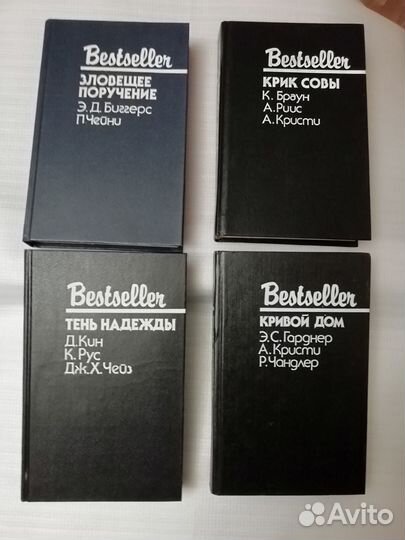 Bestseller
ЗЛОВЕЩЕЕ
ПОРУЧЕНИЕ
Э.Д. Биггерс
П.Чейни
Bestseller
КРИК СОВЫ
К. Браун
А. Риис
А. Кристи
Bestseller
ТЕНЬ НАДЕЖДЫ
Д. Кин
К. Рус
Дж.Х. Чейз
Bestseller
КРИВОЙ ДОМ
Э.С. Гарднер
А. Кристи
Р. Чандлер
Avito